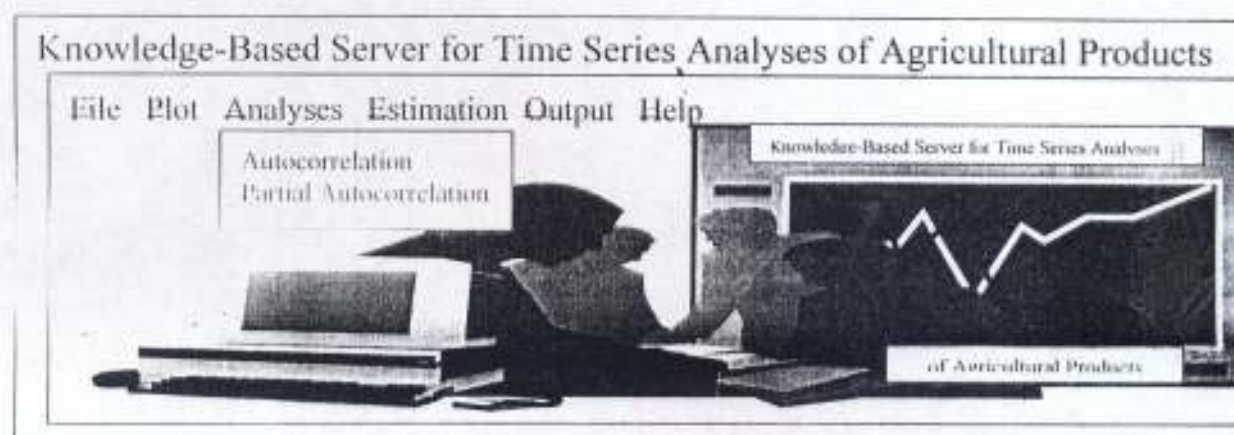 Knowledge-Based Server for Time Series Analyses of Agricultural Products
File Plot Analyses Estimation Output Help
Autocorrelation
Partial Autocorrelation
Knowledge-Based Server for Time Series Analyses
of Agricultural Products